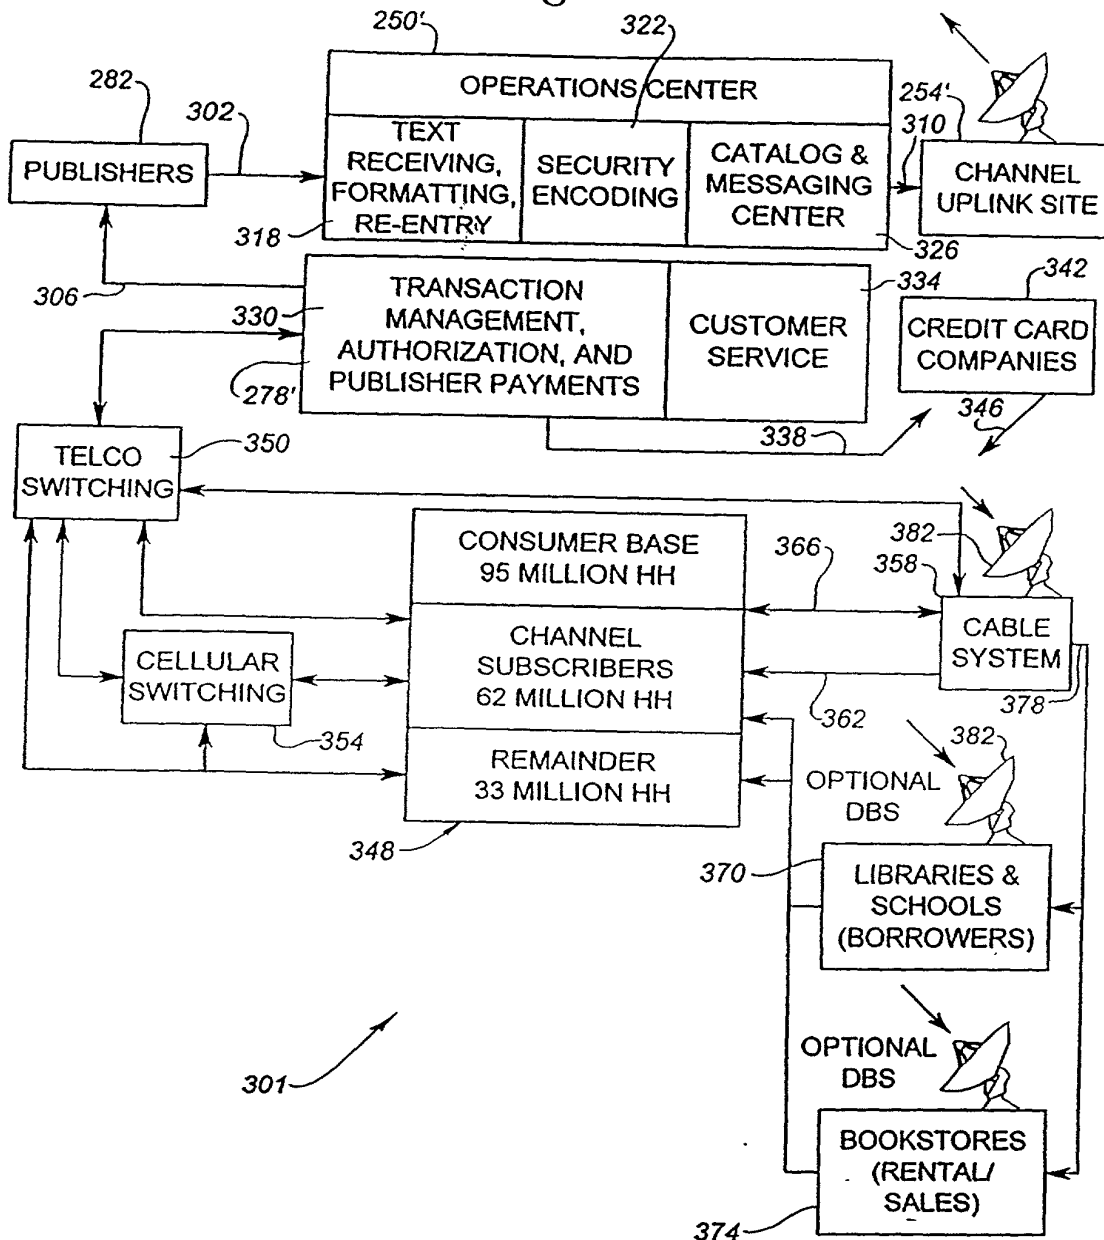 250'
322
282
302
OPERATIONS CENTER
254'
310
PUBLISHERS
TEXT
RECEIVING,
FORMATTING,
RE-ENTRY
SECURITY
ENCODING
CATALOG &
MESSAGING
CENTER
CHANNEL
UPLINK SITE
318
326
306
330
TRANSACTION
MANAGEMENT,
AUTHORIZATION, AND
PUBLISHER PAYMENTS
278'
CUSTOMER
SERVICE
334
342
CREDIT CARD
COMPANIES
346
338
TELCO
SWITCHING
350
CONSUMER BASE
95 MILLION HH
366
382
358
CABLE
SYSTEM
CHANNEL
SUBSCRIBERS
62 MILLION HH
CELLULAR
SWITCHING
354
362
378
REMAINDER
33 MILLION HH
348
382
OPTIONAL
DBS
370
LIBRARIES &
SCHOOLS
(BORROWERS)
301
OPTIONAL
DBS
BOOKSTORES
(RENTAL/
SALES)
374